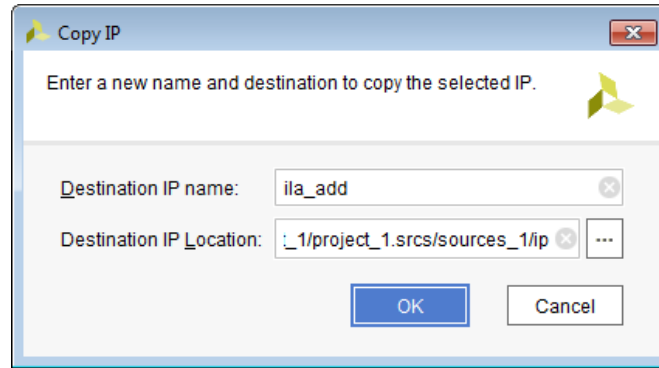 Copy IP
Enter a new name and destination to copy the selected IP.
Destination IP name: ila_add
Destination IP Location: :_1/project_1.srcs/sources_1/ip ...
OK Cancel